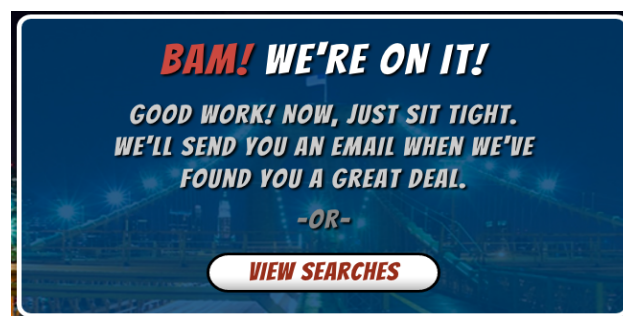 BAM! WE'RE ON IT!
GOOD WORK! NOW, JUST SIT TIGHT.
WE'LL SEND YOU AN EMAIL WHEN WE'VE
FOUND YOU A GREAT DEAL.
-OR-
VIEW SEARCHES